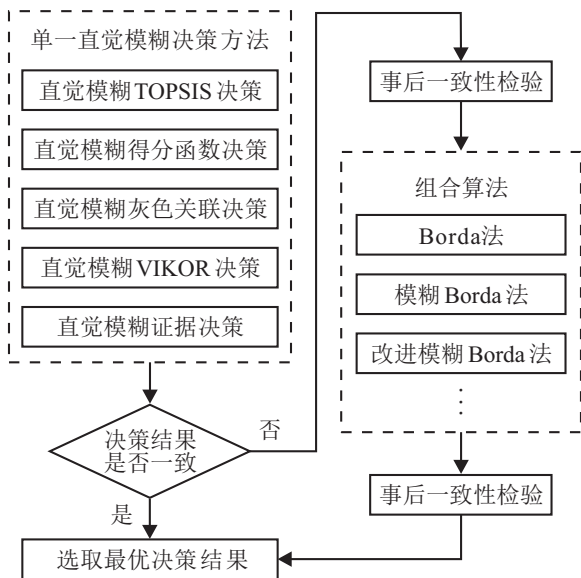 单一直觉模糊决策方法
直觉模糊TOPSIS决策
直觉模糊得分函数决策
直觉模糊灰色关联决策
直觉模糊VIKOR决策
直觉模糊证据决策
决策结果
是否一致
否
是
选取最优决策结果
事后一致性检验
组合算法
Borda法
模糊Borda法
改进模糊Borda法
⋮
事后一致性检验